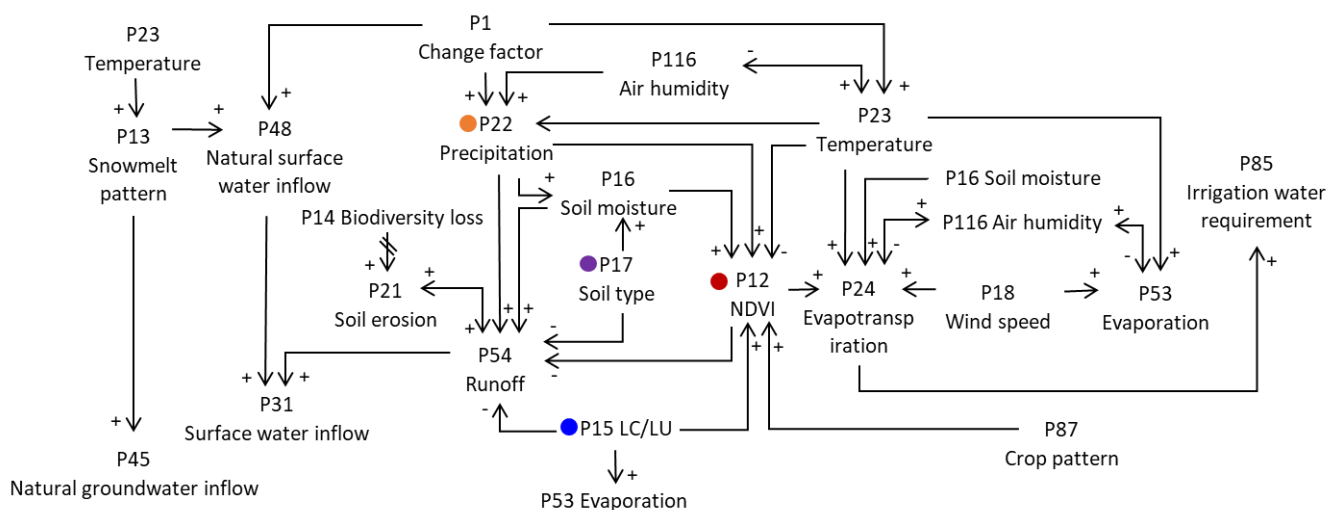 P23
Temperature
P1
Change factor
P116
Air humidity
-
+
+
+
+
+
+
+
P13
Snowmelt
pattern
P48
Natural surface
water inflow
P22
Precipitation
P23
Temperature
P85
Irrigation water
requirement
P16
Soil moisture
+
P16 Soil moisture
P14 Biodiversity loss
+
P116 Air humidity
+
+
+
-
+
+
-
-
+
+
P17
Soil type
P12
NDVI
+
P24
Evapotransp
iration
+
P18
Wind speed
+
P53
Evaporation
+
+
+
P21
Soil erosion
+
+
+
-
-
P54
Runoff
+
+
+
+
P31
Surface water inflow
-
P15 LC/LU
P87
Crop pattern
+
P45
Natural groundwater inflow
+
P53 Evaporation